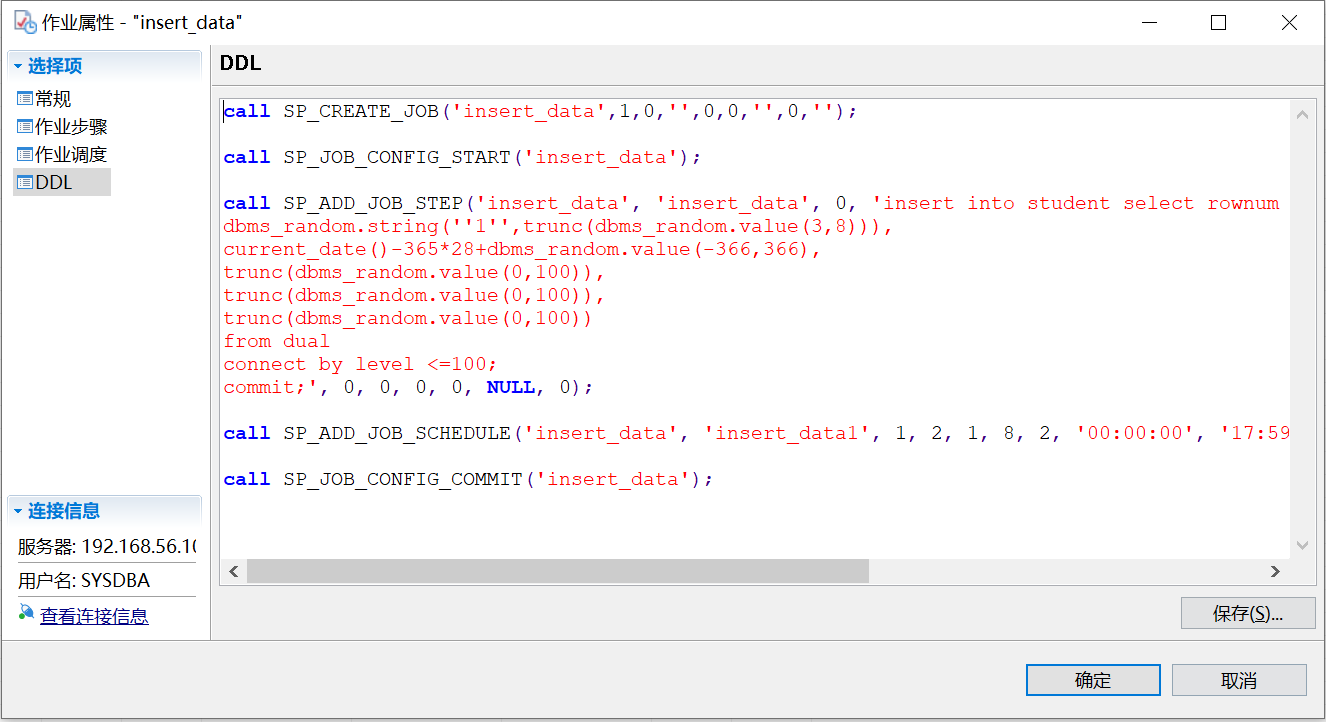 作业属性 - "insert_data"
选择项
常规
作业步骤
作业调度
DDL
连接信息
服务器: 192.168.56.10
用户名: SYSDBA
查看连接信息
DDL
call SP_CREATE_JOB('insert_data',1,0,'',0,0,'',0,'');
call SP_JOB_CONFIG_START('insert_data');
call SP_ADD_JOB_STEP('insert_data', 'insert_data', 0, 'insert into student select rownum
dbms_random.string(''1'',trunc(dbms_random.value(3,8))),
current_date()-365*28+dbms_random.value(-366,366),
trunc(dbms_random.value(0,100)),
trunc(dbms_random.value(0,100)),
trunc(dbms_random.value(0,100))
from dual
connect by level <=100;
commit;', 0, 0, 0, 0, NULL, 0);
call SP_ADD_JOB_SCHEDULE('insert_data', 'insert_data1', 1, 2, 1, 8, 2, '00:00:00', '17:59
call SP_JOB_CONFIG_COMMIT('insert_data');
保存(S)...
确定
取消